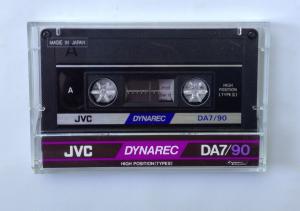 MADE IN JAPAN
A
A
HIGH
POSITION
[TYPE II]
JVC DYNAREC DA7/90
JVC DYNAREC DA7/90
HIGH POSITION [TYPE II]